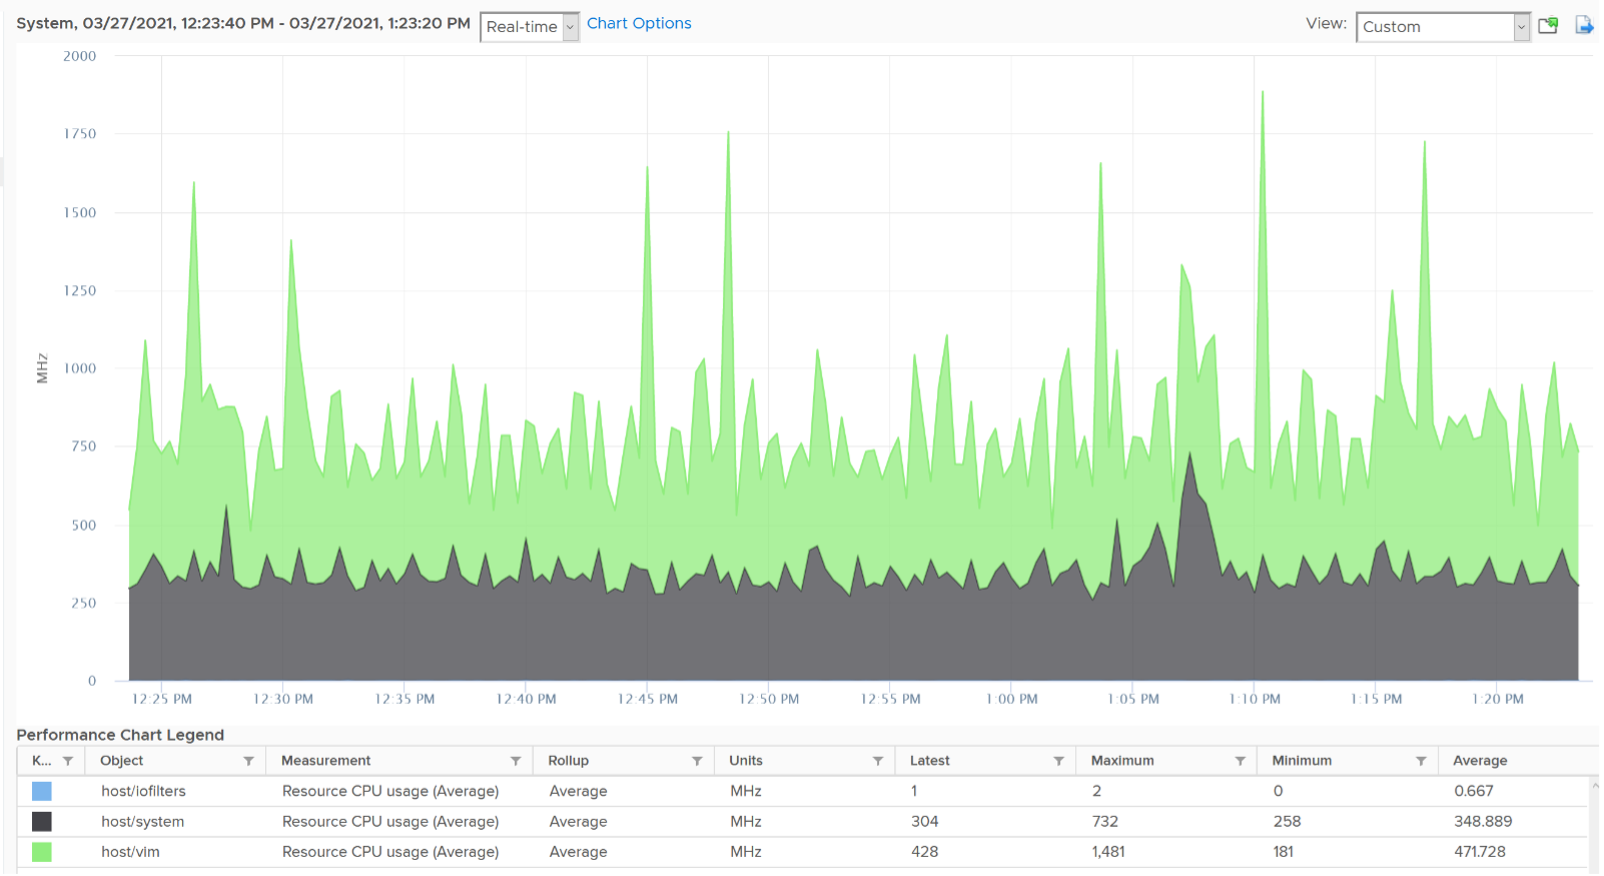 System, 03/27/2021, 12:23:40 PM - 03/27/2021, 1:23:20 PM Real-time Chart Options View: Custom
2000
1750
1500
1250
1000
750
500
250
0
MHz
12:25 PM 12:30 PM 12:35 PM 12:40 PM 12:45 PM 12:50 PM 12:55 PM 1:00 PM 1:05 PM 1:10 PM 1:15 PM 1:20 PM
Performance Chart Legend
K... Object Measurement Rollup Units Latest Maximum Minimum Average
host/iofilters Resource CPU usage (Average) Average MHz 1 2 0 0.667
host/system Resource CPU usage (Average) Average MHz 304 732 258 348.889
host/vim Resource CPU usage (Average) Average MHz 428 1,481 181 471.728